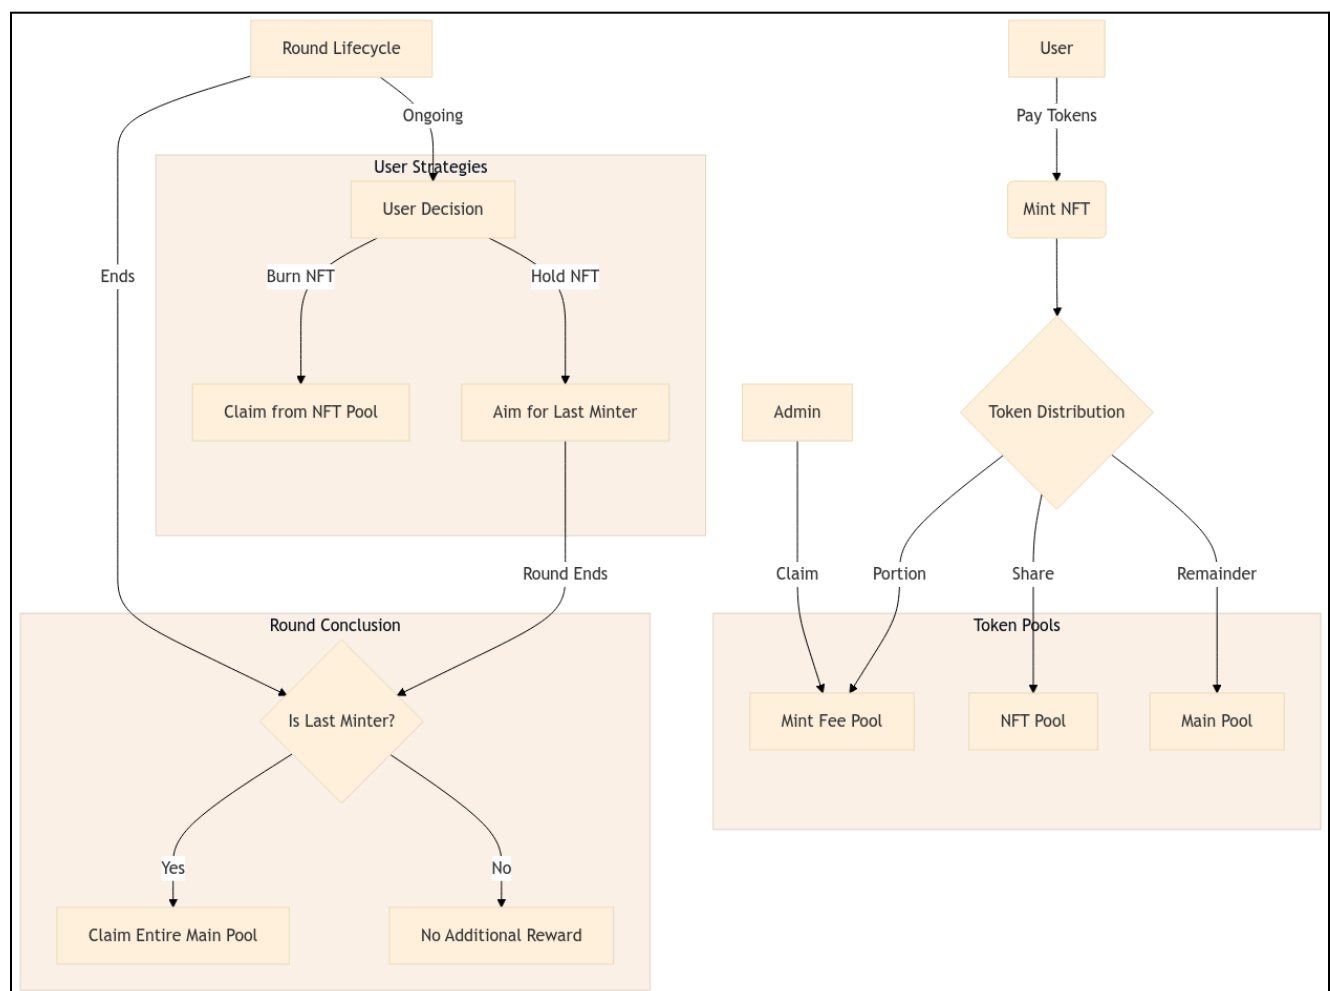 Round Lifecycle
User
Ongoing
Pay Tokens
User Strategies
User Decision
Mint NFT
Ends
Burn NFT
Hold NFT
Claim from NFT Pool
Aim for Last Minter
Admin
Token Distribution
Round Ends
Claim
Portion
Share
Remainder
Round Conclusion
Token Pools
Is Last Minter?
Mint Fee Pool
NFT Pool
Main Pool
Yes
No
Claim Entire Main Pool
No Additional Reward